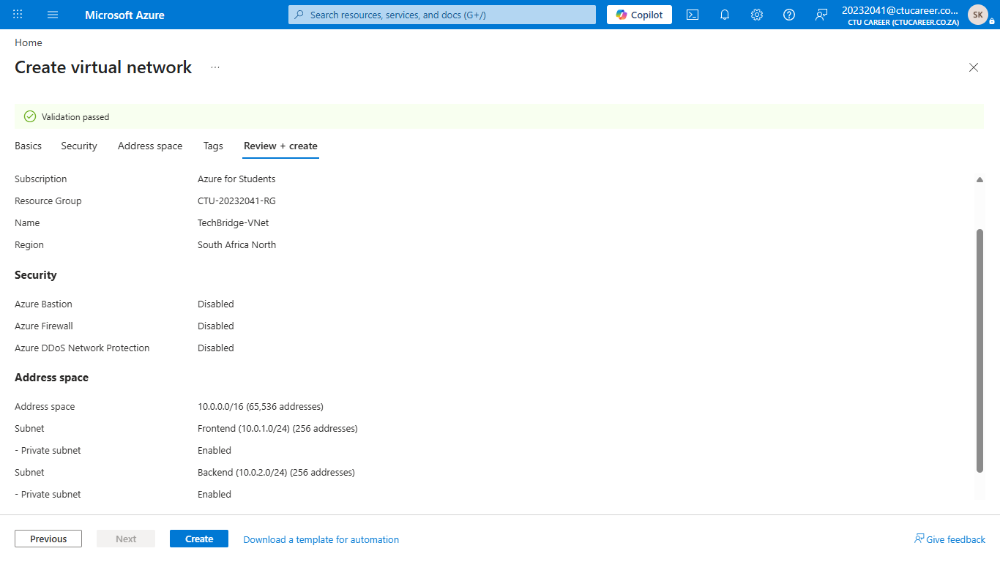 Microsoft Azure
Search resources, services, and docs (G+/)
Copilot
20232041@ctucareer.co...
CTU CAREER (CTUCAREER.CO.ZA)
SK
Home
Create virtual network ...
Validation passed
Basics Security Address space Tags Review + create
Subscription Azure for Students
Resource Group CTU-20232041-RG
Name TechBridge-VNet
Region South Africa North
Security
Azure Bastion Disabled
Azure Firewall Disabled
Azure DDoS Network Protection Disabled
Address space
Address space 10.0.0.0/16 (65,536 addresses)
Subnet Frontend (10.0.1.0/24) (256 addresses)
- Private subnet Enabled
Subnet Backend (10.0.2.0/24) (256 addresses)
- Private subnet Enabled
Previous Next Create Download a template for automation Give feedback